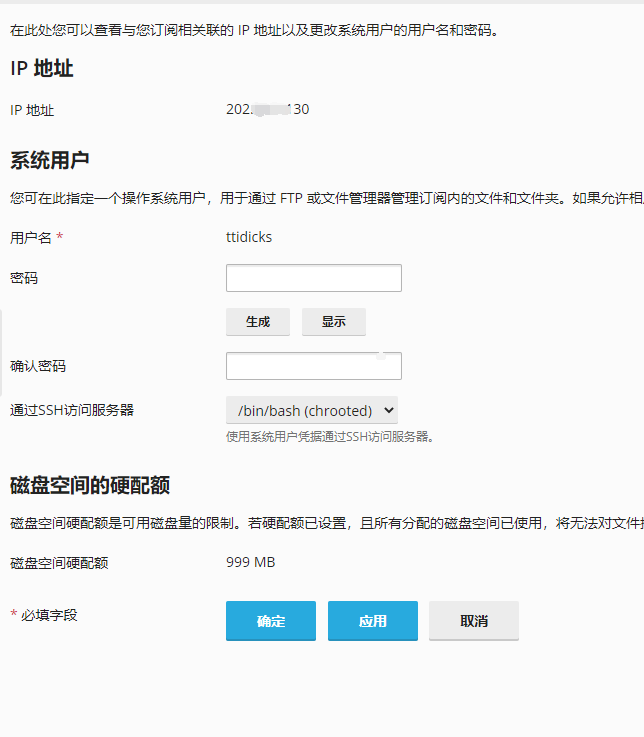 在此处您可以查看与您订阅相关联的 IP 地址以及更改系统用户的用户名和密码。
IP 地址
IP 地址 202. 130
系统用户
您可在此指定一个操作系统用户，用于通过 FTP 或文件管理器管理订阅内的文件和文件夹。如果允许相
用户名 * ttidicks
密码
生成 显示
确认密码
通过SSH访问服务器 /bin/bash (chrooted)
使用系统用户凭据通过SSH访问服务器。
磁盘空间的硬配额
磁盘空间硬配额是可用磁盘量的限制。若硬配额已设置，且所有分配的磁盘空间已使用，将无法对文件
磁盘空间硬配额 999 MB
* 必填字段 确定 应用 取消